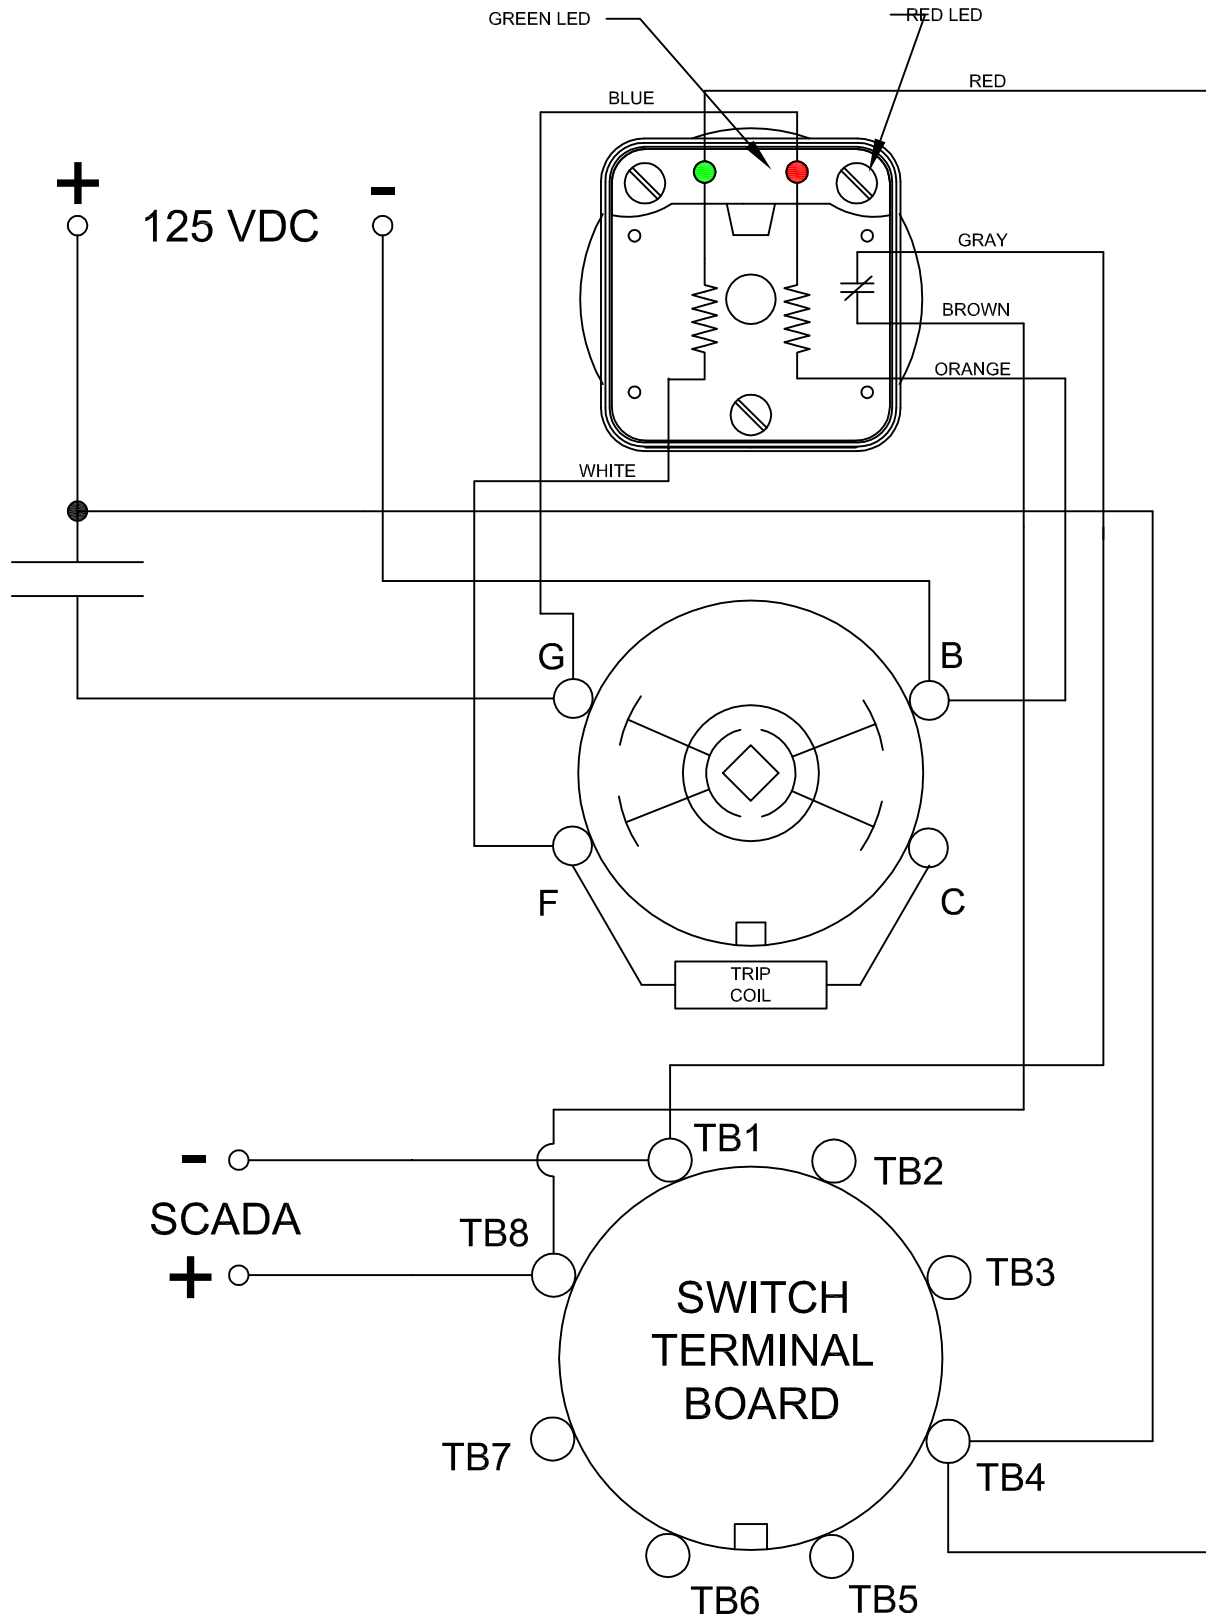 GREEN LED
RED LED
RED
BLUE
+
-
125 VDC
GRAY
BROWN
ORANGE
WHITE
G
B
F
C
TRIP
COIL
TB1
-
TB2
SCADA
TB8
+
TB3
SWITCH
TERMINAL
BOARD
TB7
TB4
TB6
TB5